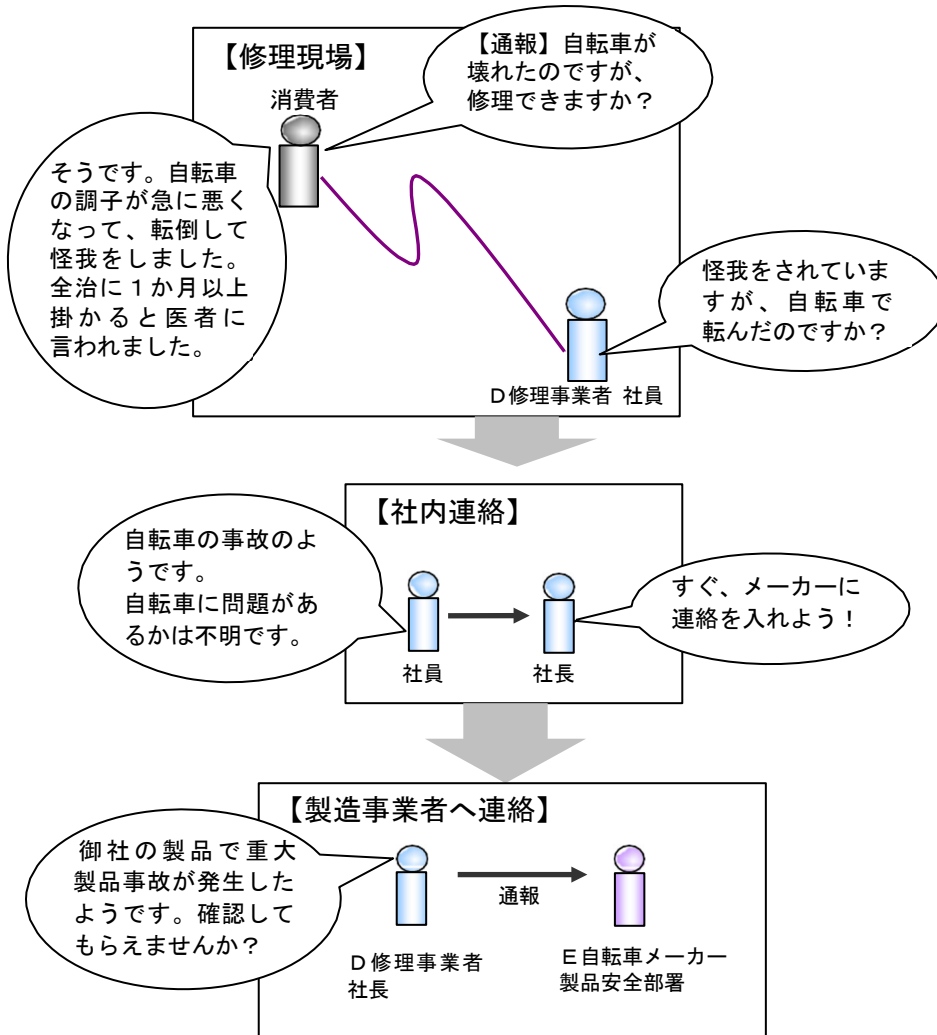 【修理現場】
【通報】自転車が
壊れたのですが、
修理できますか？
消費者
怪我をされていま
すが、自転車で
転んだのですか？
そうです。自転車
の調子が急に悪く
なって、転倒して
怪我をしました。
全治に１か月以上
掛かると医者に
言われました。
Ｄ修理事業者 社員
【社内連絡】
自転車の事故のよ
うです。
自転車に問題があ
るかは不明です。
すぐ、メーカーに
連絡を入れよう！
社員
社長
【製造事業者へ連絡】
御社の製品で重大
製品事故が発生した
ようです。確認して
もらえませんか？
通報
Ｄ修理事業者
社長
Ｅ自転車メーカー
製品安全部署